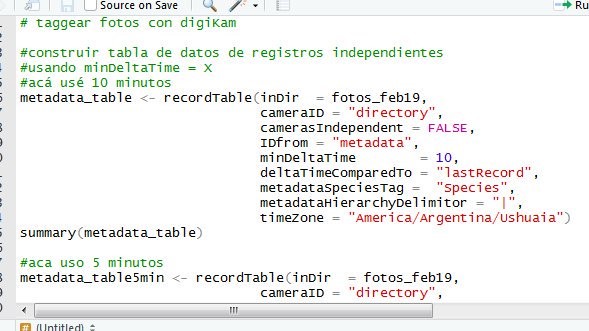 Source on Save
Ru
# taggear fotos con digiKam
#construir tabla de datos de registros independientes
#usando minDeltaTime = X
#acá usé 10 minutos
metadata_table <- recordTable(inDir  = fotos_feb19,
cameraID = "directory",
camerasIndependent = FALSE,
IDfrom = "metadata",
minDeltaTime        = 10,
deltaTimeComparedTo = "lastRecord",
metadataSpeciesTag =  "Species",
metadataHierarchyDelimitor = "|",
timeZone = "America/Argentina/Ushuaia")
summary(metadata_table)
#aca uso 5 minutos
metadata_table5min <- recordTable(inDir  = fotos_feb19,
cameraID = "directory",
# (Untitled)